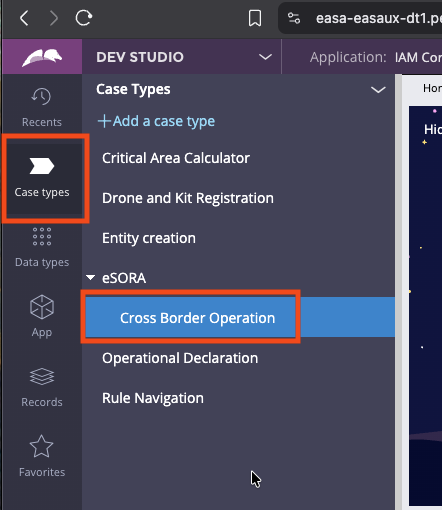 easa-easaux-dt1.pe
DEV STUDIO
Application: IAM Cor
Case Types
Hor
Recents
+Add a case type
Hic
Case types
Critical Area Calculator
Drone and Kit Registration
Data types
Entity creation
eSORA
App
Cross Border Operation
Operational Declaration
Records
Rule Navigation
Favorites